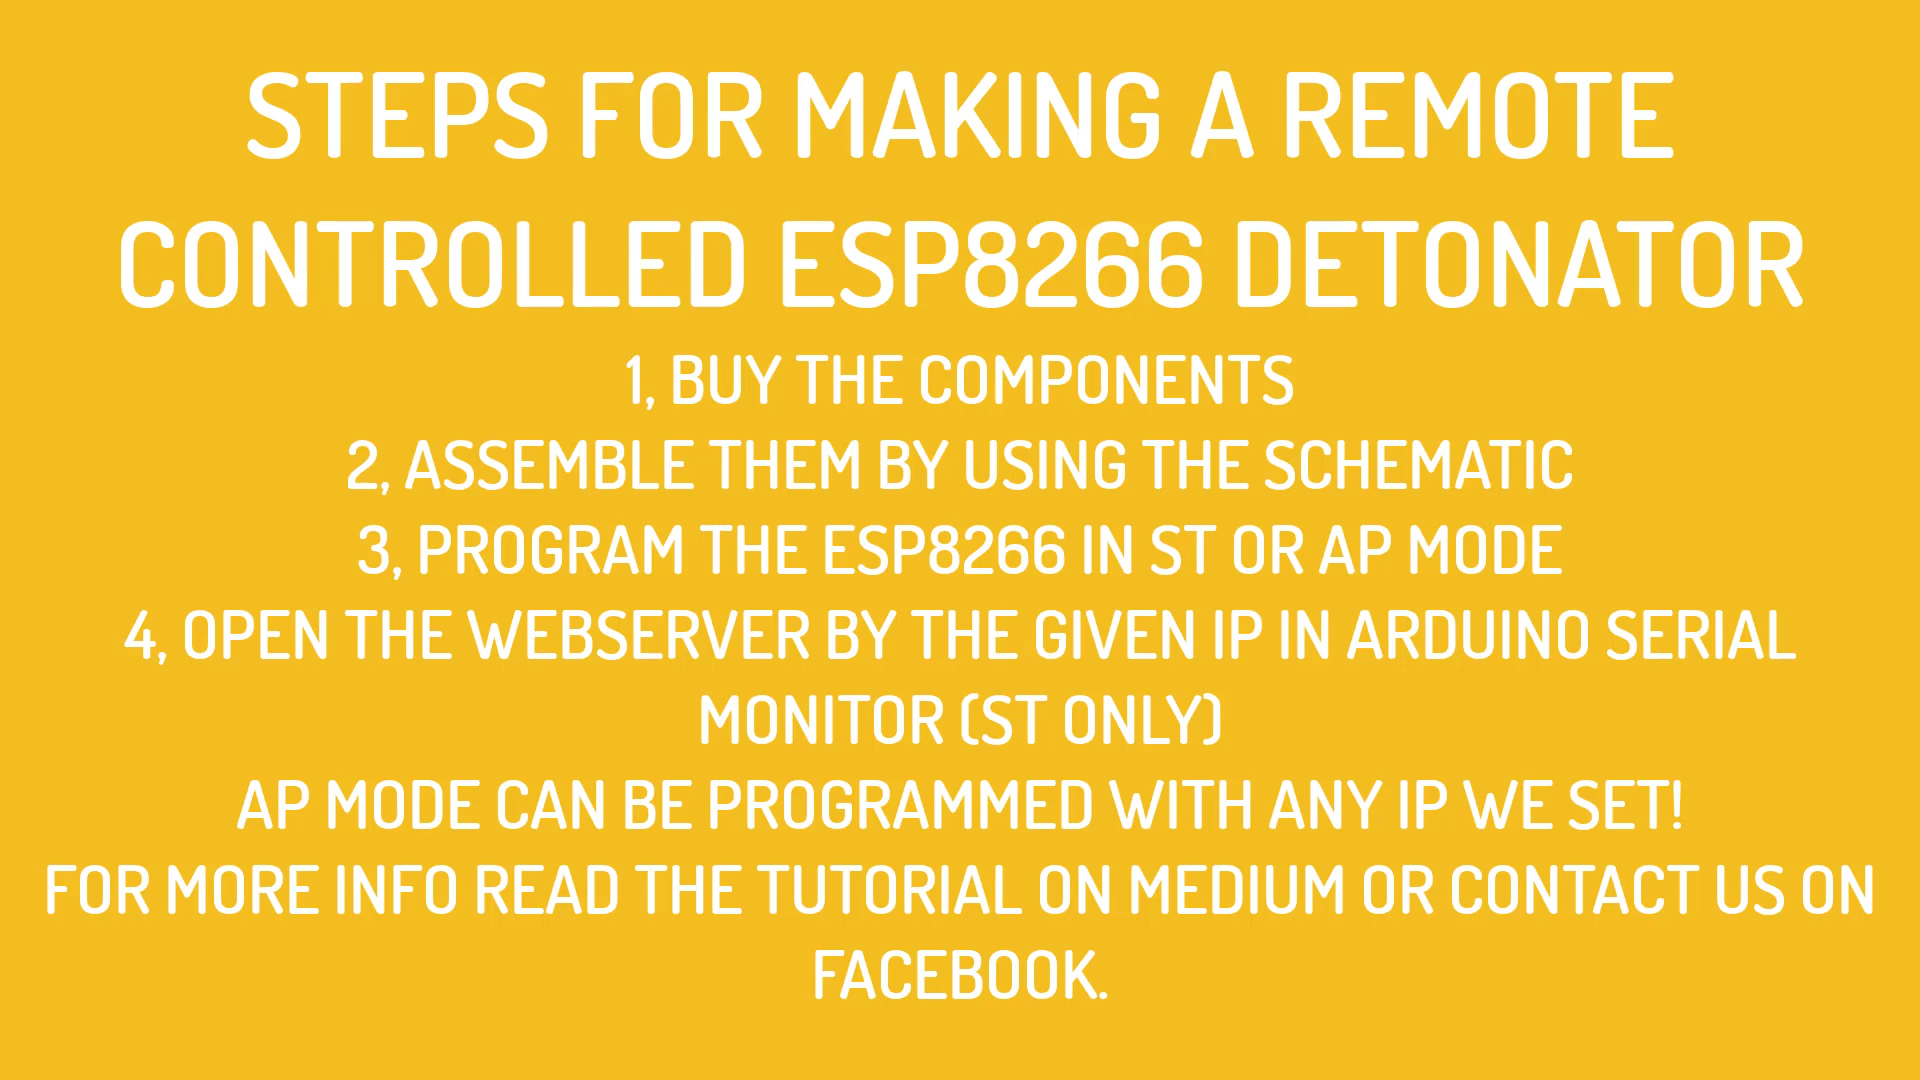 STEPS FOR MAKING A REMOTE
CONTROLLED ESP8266 DETONATOR
1, BUY THE COMPONENTS
2, ASSEMBLE THEM BY USING THE SCHEMATIC
3, PROGRAM THE ESP8266 IN ST OR AP MODE
4, OPEN THE WEBSERVER BY THE GIVEN IP IN ARDUINO SERIAL
MONITOR (ST ONLY)
AP MODE CAN BE PROGRAMMED WITH ANY IP WE SET!
FOR MORE INFO READ THE TUTORIAL ON MEDIUM OR CONTACT US ON
FACEBOOK.